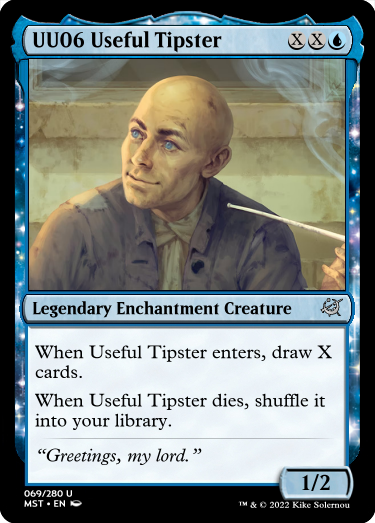 UU06 Useful Tipster XXU
Legendary Enchantment Creature
When Useful Tipster enters, draw X
cards.
When Useful Tipster dies, shuffle it
into your library.
“Greetings, my lord.”
1/2
069/280 U
MST • EN
™ & © 2022 Kike Solernou